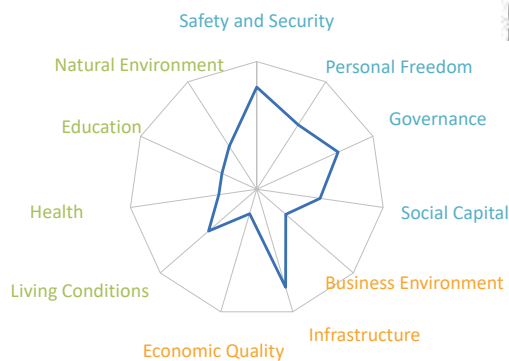 Safety and Security
Natural Environment
Personal Freedom
Education
Governance
Health
Social Capital
Living Conditions
Business Environment
Economic Quality
Infrastructure